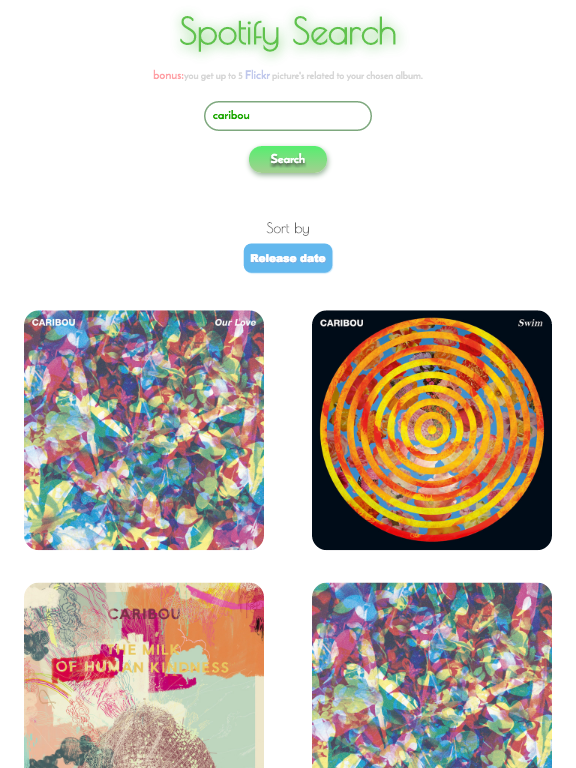 Spotify Search
bonus:you get up to 5 Flickr picture's related to your chosen album.
caribou
Search
Sort by
Release date
CARIBOU Our Love
CARIBOU Swim
CARIBOU
THE MILK
OF HUMAN KINDNESS